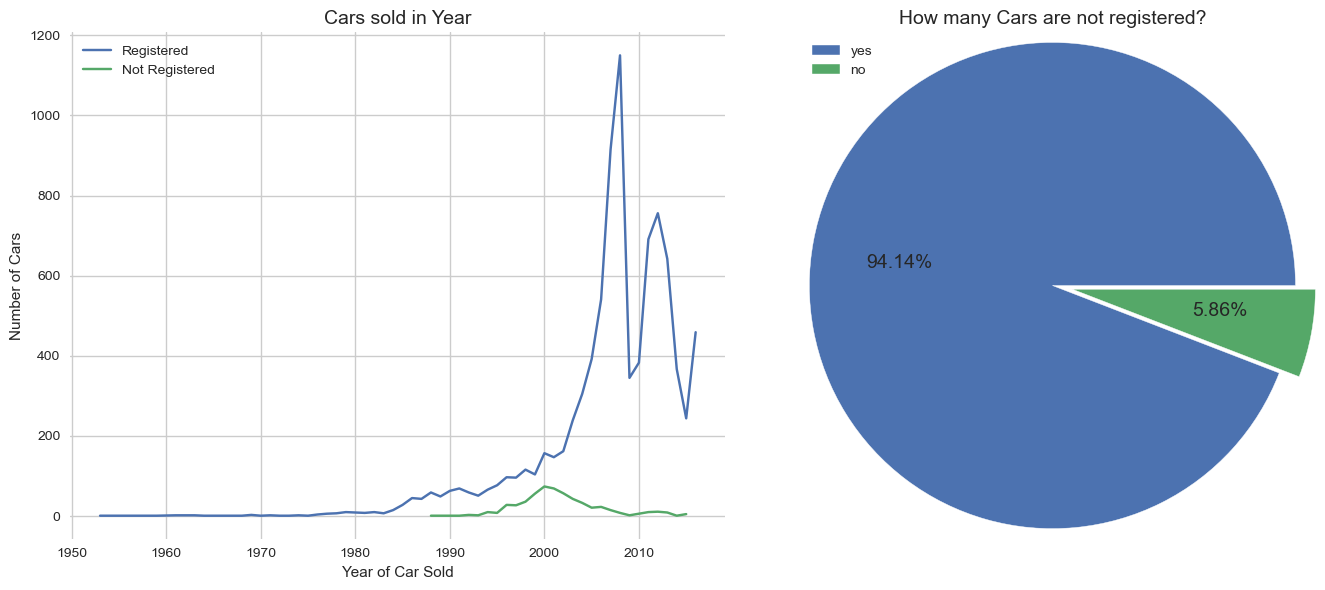 Cars sold in Year
Registered
Not Registered
1200
1000
800
600
400
200
0
Number of Cars
1950
1960
1970
1980
1990
2000
2010
Year of Car Sold
How many Cars are not registered?
yes
no
94.14%
5.86%